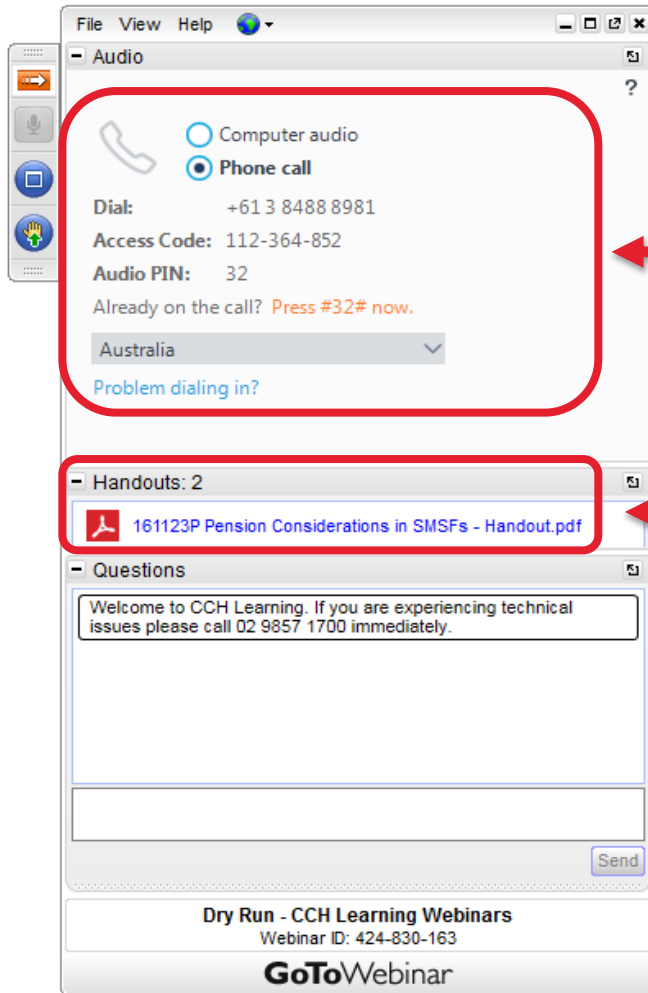 File View Help
Audio
?
Computer audio
Phone call
Dial: +61 3 8488 8981
Access Code: 112-364-852
Audio PIN: 32
Already on the call? Press #32# now.
Australia
Problem dialing in?
Handouts: 2
161123P Pension Considerations in SMSFs - Handout.pdf
Questions
Welcome to CCH Learning. If you are experiencing technical
issues please call 02 9857 1700 immediately.
Send
Dry Run - CCH Learning Webinars
Webinar ID: 424-830-163
GoToWebinar